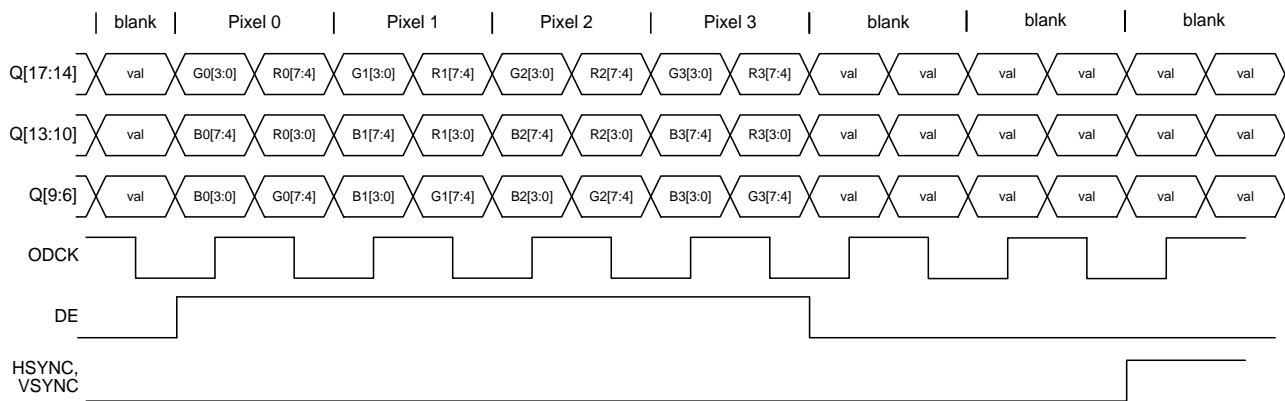 blank Pixel 0 Pixel 1 Pixel 2 Pixel 3 blank blank blank
Q[17:14] val G0[3:0] R0[7:4] G1[3:0] R1[7:4] G2[3:0] R2[7:4] G3[3:0] R3[7:4] val val val val val val
Q[13:10] val B0[7:4] R0[3:0] B1[7:4] R1[3:0] B2[7:4] R2[3:0] B3[7:4] R3[3:0] val val val val val val
Q[9:6] val B0[3:0] G0[7:4] B1[3:0] G1[7:4] B2[3:0] G2[7:4] B3[3:0] G3[7:4] val val val val val val
ODCK
DE
HSYNC,
VSYNC